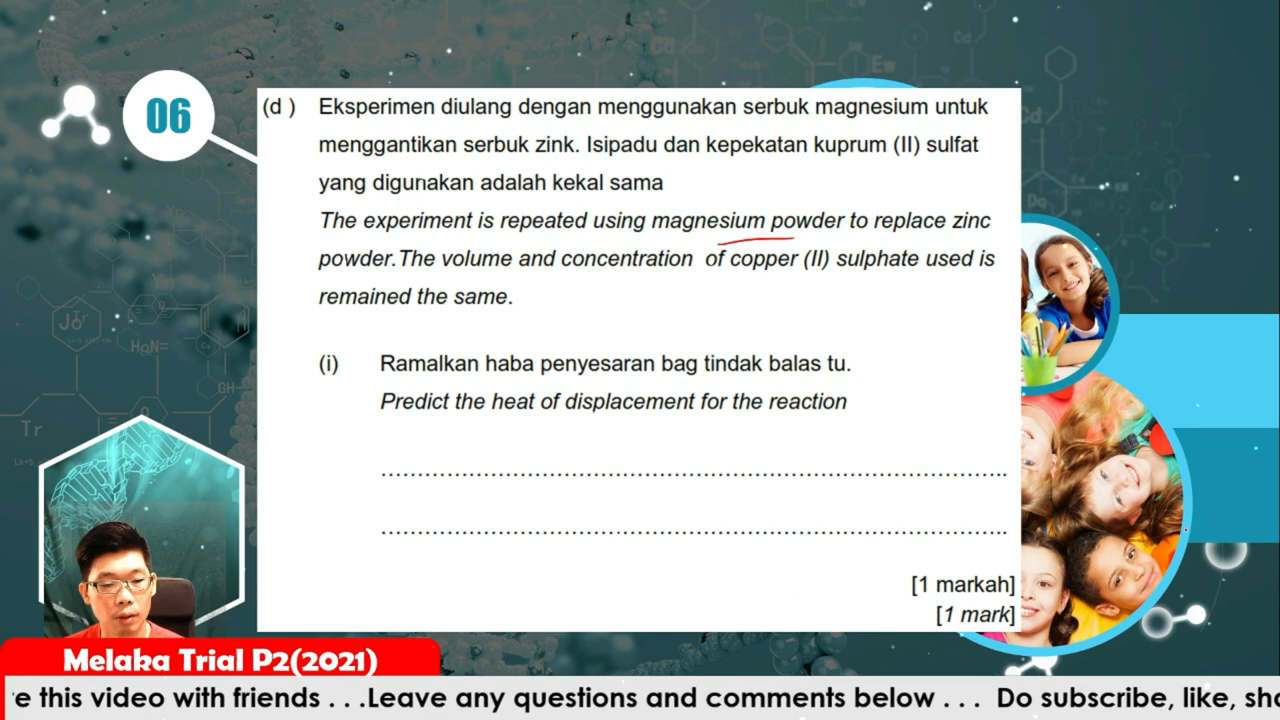 06
(d ) Eksperimen diulang dengan menggunakan serbuk magnesium untuk
menggantikan serbuk zink. Isipadu dan kepekatan kuprum (II) sulfat
yang digunakan adalah kekal sama
The experiment is repeated using magnesium powder to replace zinc
powder.The volume and concentration of copper (II) sulphate used is
remained the same.
(i) Ramalkan haba penyesaran bag tindak balas tu.
Predict the heat of displacement for the reaction
[1 markah]
[1 mark]
Melaka Trial P2(2021)
e this video with friends . . .Leave any questions and comments below . . . Do subscribe, like, sh